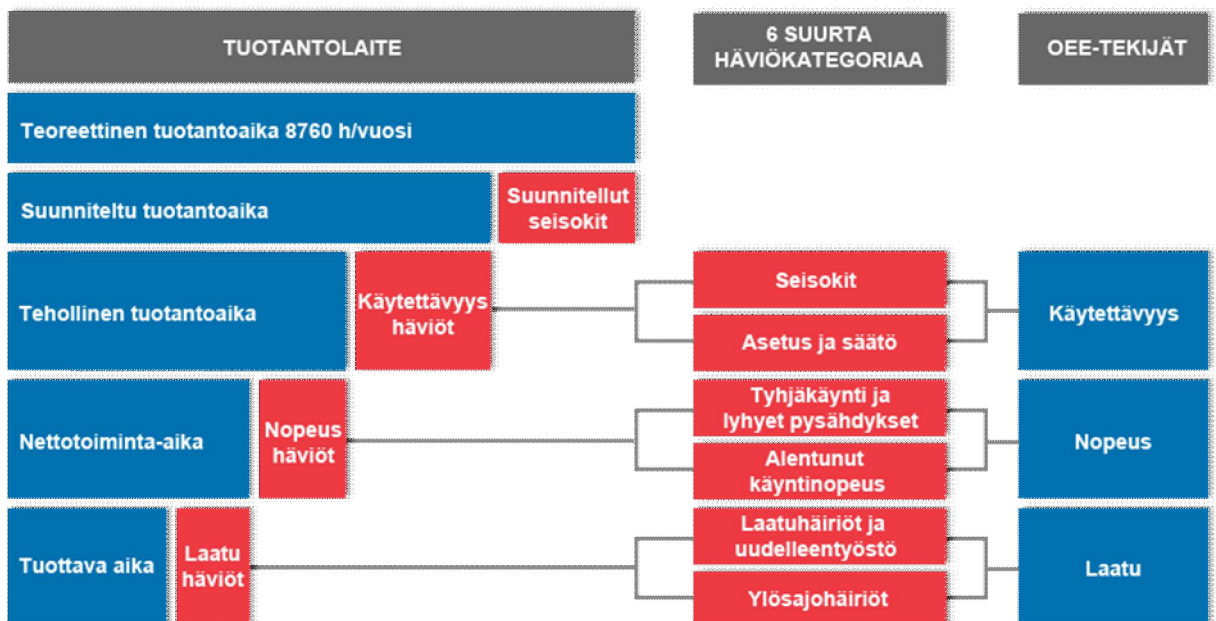 TUOTANTOLAITE
6 SUURTA
HÄVIÖKATEGORIAA
OEE-TEKIJÄT
Teoreettinen tuotantoaika 8760 h/vuosi
Suunniteltu tuotantoaika
Suunnitellut
seisokit
Tehollinen tuotantoaika
Käytettävyys
häviöt
Seisokit
Asetus ja säätö
Käytettävyys
Nettotoiminta-aika
Nopeus
häviöt
Tyhjäkäynti ja
lyhyet pysähdykset
Alentunut
käyntinopeus
Nopeus
Tuottava aika
Laatu
häviöt
Laatuhäiriöt ja
uudelleentyöstö
Ylösajohäiriöt
Laatu